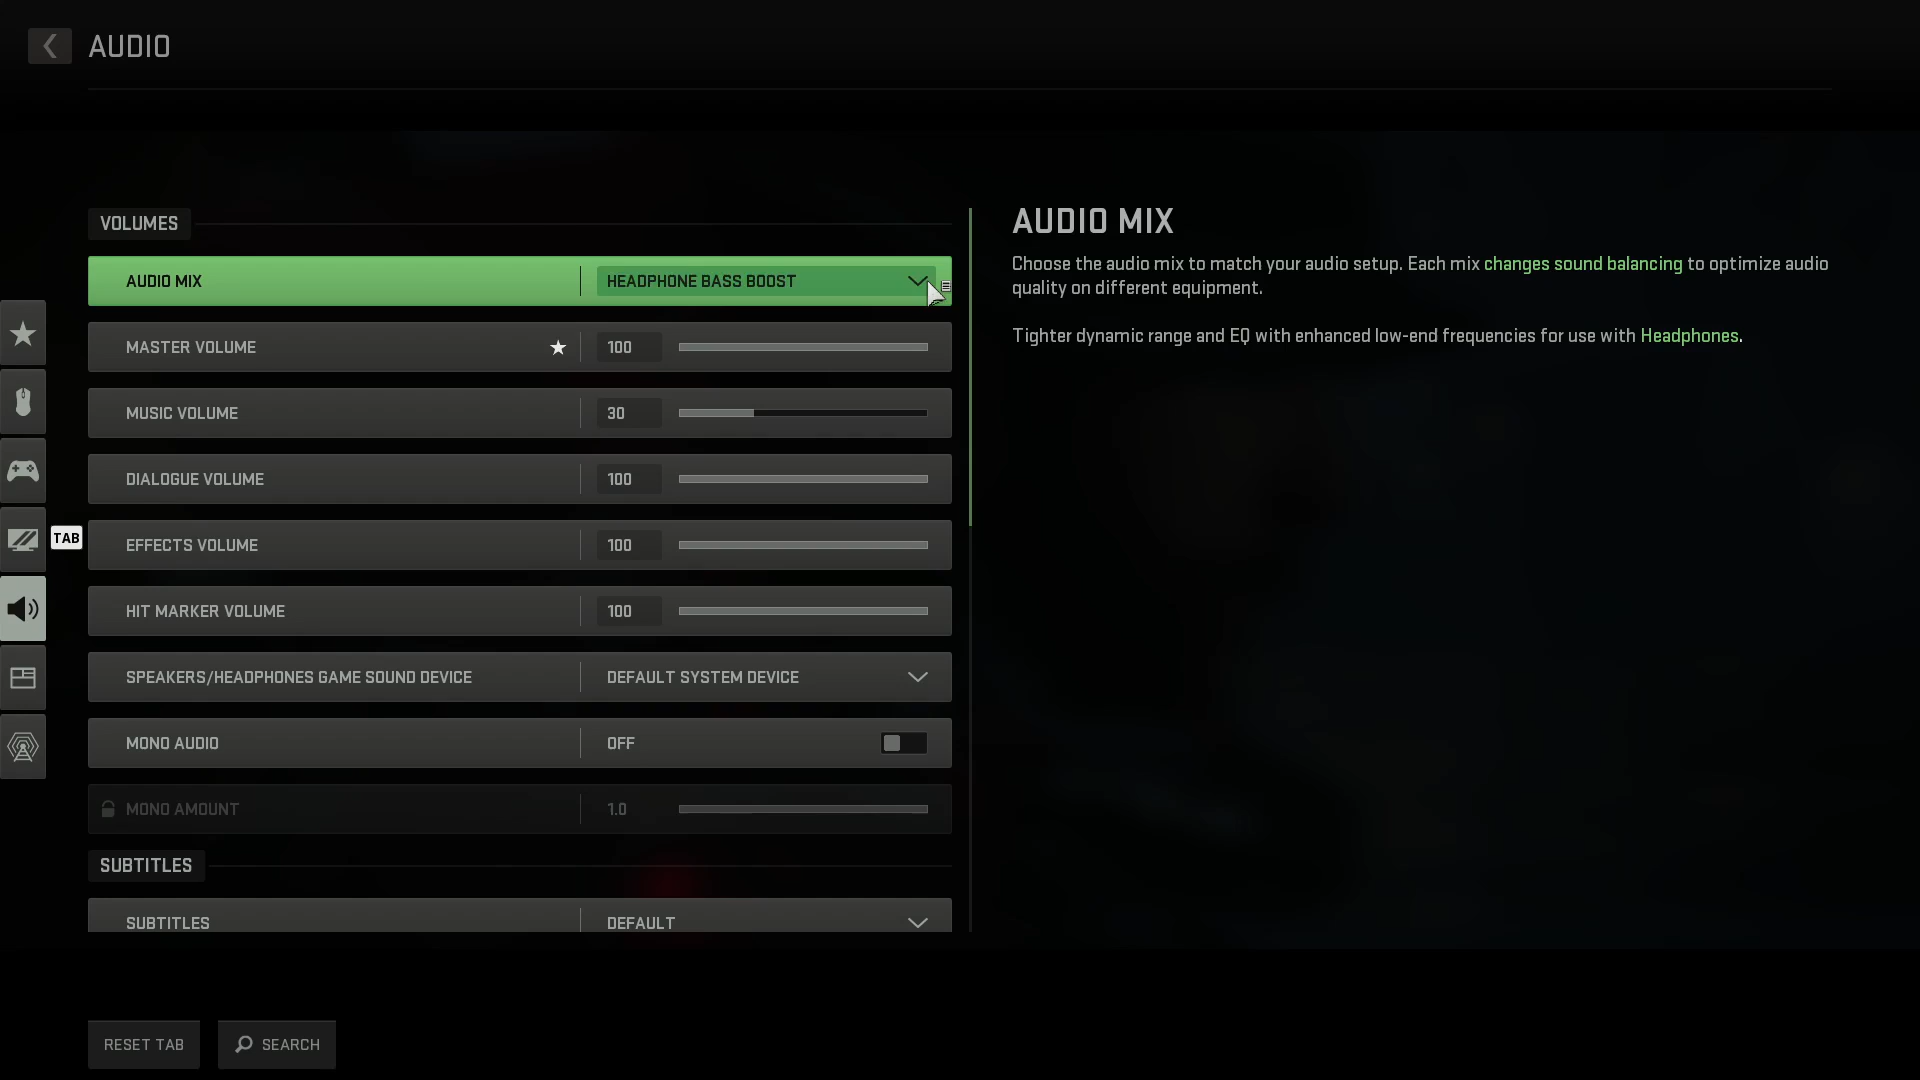 AUDIO
VOLUMES
AUDIO MIX
HEADPHONE BASS BOOST
MASTER VOLUME
100
MUSIC VOLUME
30
DIALOGUE VOLUME
100
TAB
EFFECTS VOLUME
100
HIT MARKER VOLUME
100
SPEAKERS/HEADPHONES GAME SOUND DEVICE
DEFAULT SYSTEM DEVICE
MONO AUDIO
OFF
MONO AMOUNT
1.0
SUBTITLES
SUBTITLES
DEFAULT
AUDIO MIX
Choose the audio mix to match your audio setup. Each mix changes sound balancing to optimize audio
quality on different equipment.
Tighter dynamic range and EQ with enhanced low-end frequencies for use with Headphones.
RESET TAB
SEARCH